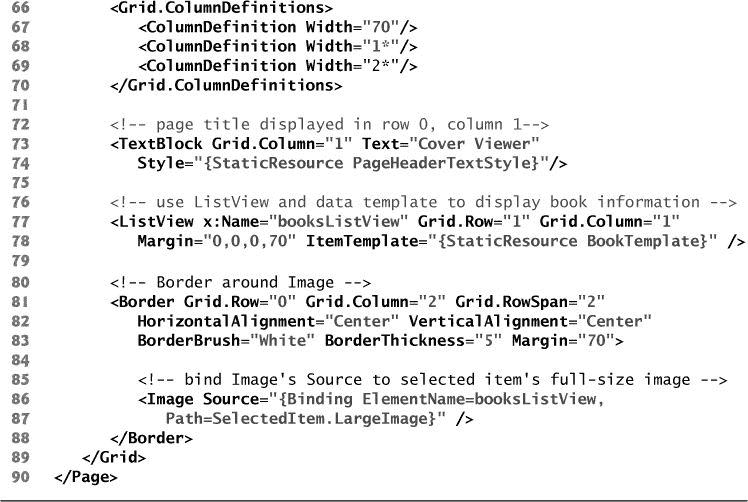 66 <Grid.ColumnDefinitions>
67 <ColumnDefinition Width="70"/>
68 <ColumnDefinition Width="1*"/>
69 <ColumnDefinition Width="2*"/>
70 </Grid.ColumnDefinitions>
71
72 <!-- page title displayed in row 0, column 1-->
73 <TextBlock Grid.Column="1" Text="Cover Viewer"
74 Style="{StaticResource PageHeaderTextStyle}"/>
75
76 <!-- use ListView and data template to display book information -->
77 <ListView x:Name="booksListView" Grid.Row="1" Grid.Column="1"
78 Margin="0,0,0,70" ItemTemplate="{StaticResource BookTemplate}" />
79
80 <!-- Border around Image -->
81 <Border Grid.Row="0" Grid.Column="2" Grid.RowSpan="2"
82 HorizontalAlignment="Center" VerticalAlignment="Center"
83 BorderBrush="White" BorderThickness="5" Margin="70">
84
85 <!-- bind Image's Source to selected item's full-size image -->
86 <Image Source="{Binding ElementName=booksListView,
87 Path=SelectedItem.LargeImage}" />
88 </Border>
89 </Grid>
90 </Page>